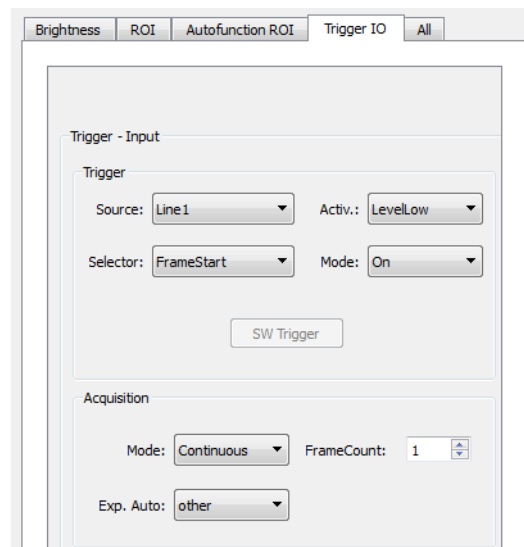 Brightness ROI Autofunction ROI Trigger IO All
Trigger - Input
Trigger
Source: Line1 Activ.: LevelLow
Selector: FrameStart Mode: On
SW Trigger
Acquisition
Mode: Continuous FrameCount: 1
Exp. Auto: other